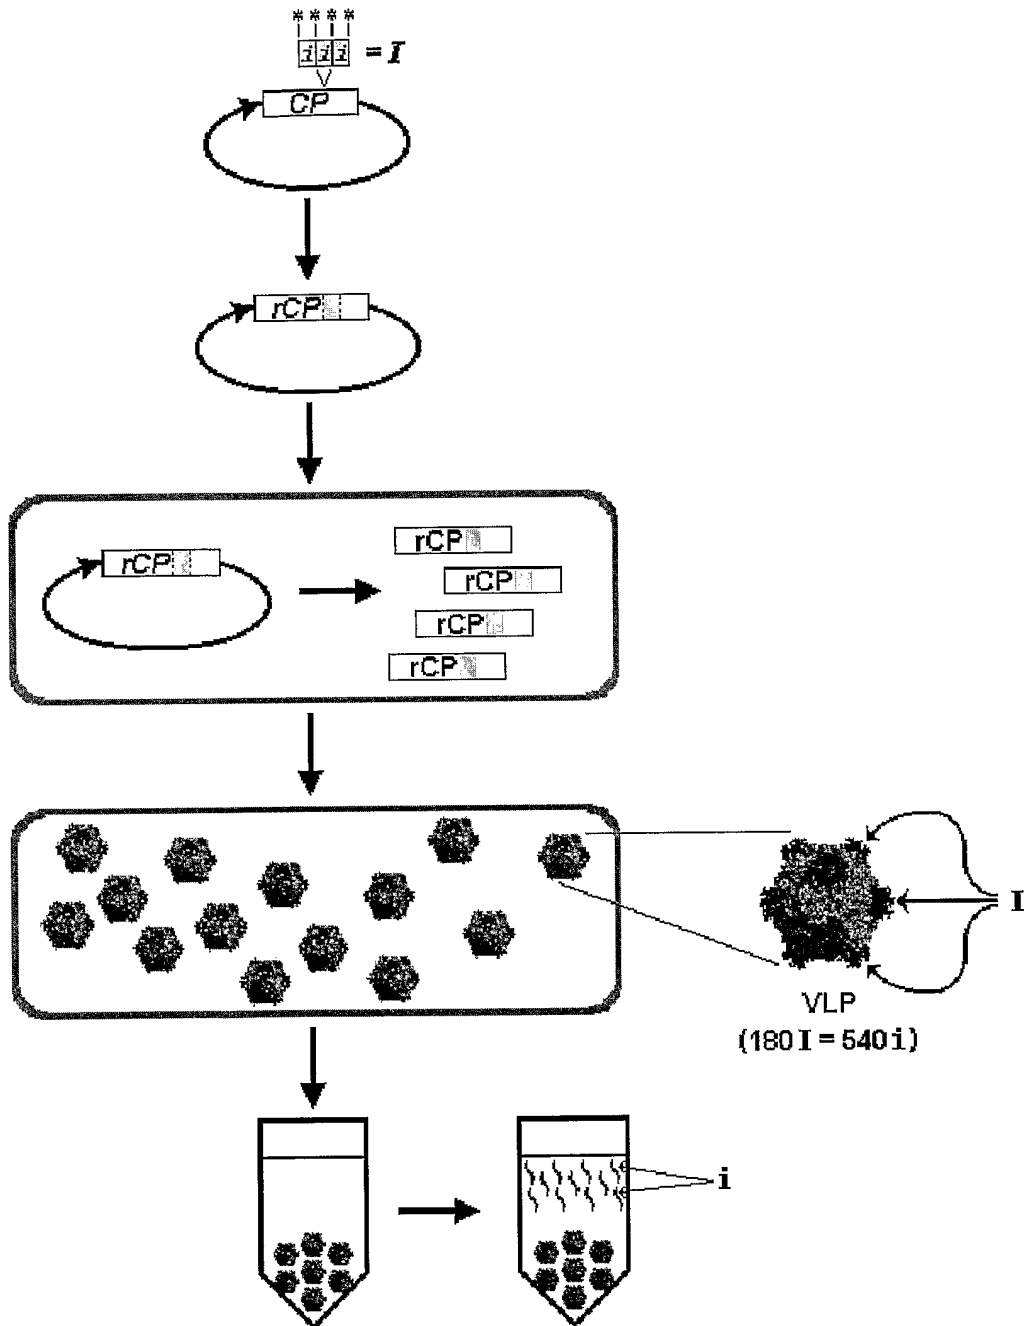 * * * *
i i i = I
CP
rCP
rCP
rCP
rCP
rCP
rCP
I
VLP
(180 I = 540 i)
i